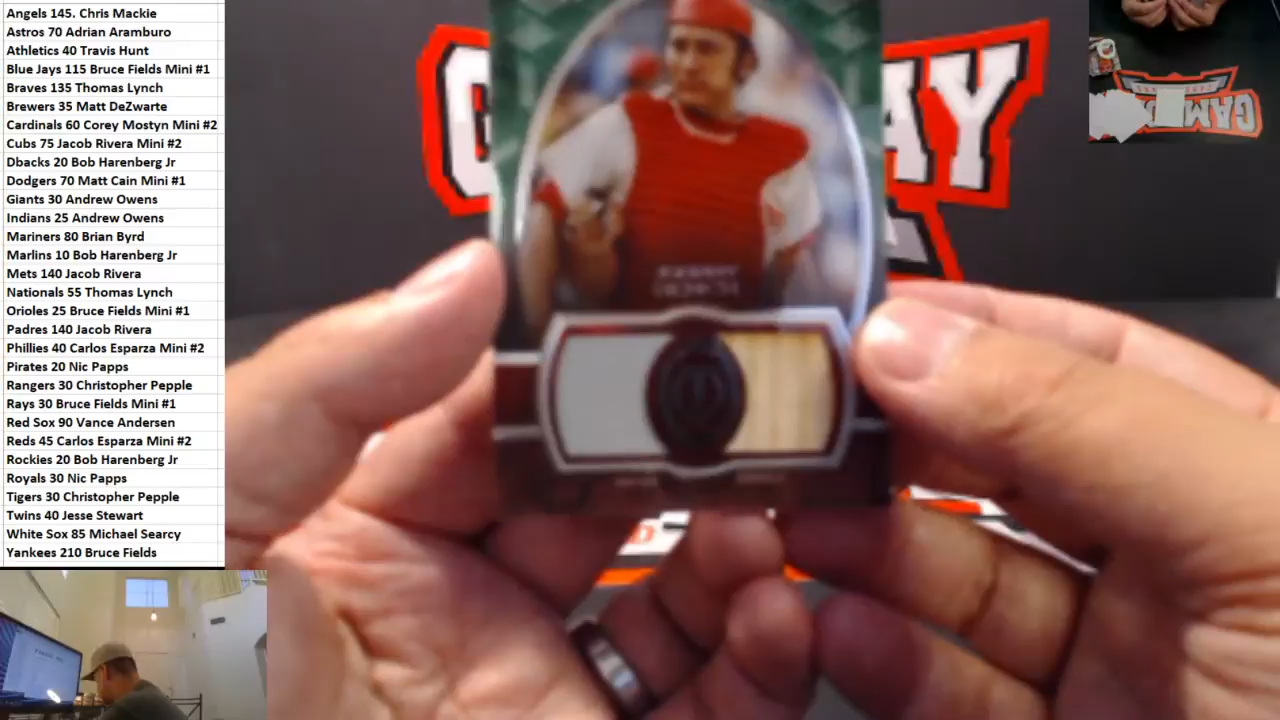 Angels 145. Chris Mackie
Astros 70 Adrian Aramburo
Athletics 40 Travis Hunt
Blue Jays 115 Bruce Fields Mini #1
Braves 135 Thomas Lynch
Brewers 35 Matt DeZwarte
Cardinals 60 Corey Mostyn Mini #2
Cubs 75 Jacob Rivera Mini #2
Dbacks 20 Bob Harenberg Jr
Dodgers 70 Matt Cain Mini #1
Giants 30 Andrew Owens
Indians 25 Andrew Owens
Mariners 80 Brian Byrd
Marlins 10 Bob Harenberg Jr
Mets 140 Jacob Rivera
Nationals 55 Thomas Lynch
Orioles 25 Bruce Fields Mini #1
Padres 140 Jacob Rivera
Phillies 40 Carlos Esparza Mini #2
Pirates 20 Nic Papps
Rangers 30 Christopher Pepple
Rays 30 Bruce Fields Mini #1
Red Sox 90 Vance Andersen
Reds 45 Carlos Esparza Mini #2
Rockies 20 Bob Harenberg Jr
Royals 30 Nic Papps
Tigers 30 Christopher Pepple
Twins 40 Jesse Stewart
White Sox 85 Michael Searcy
Yankees 210 Bruce Fields